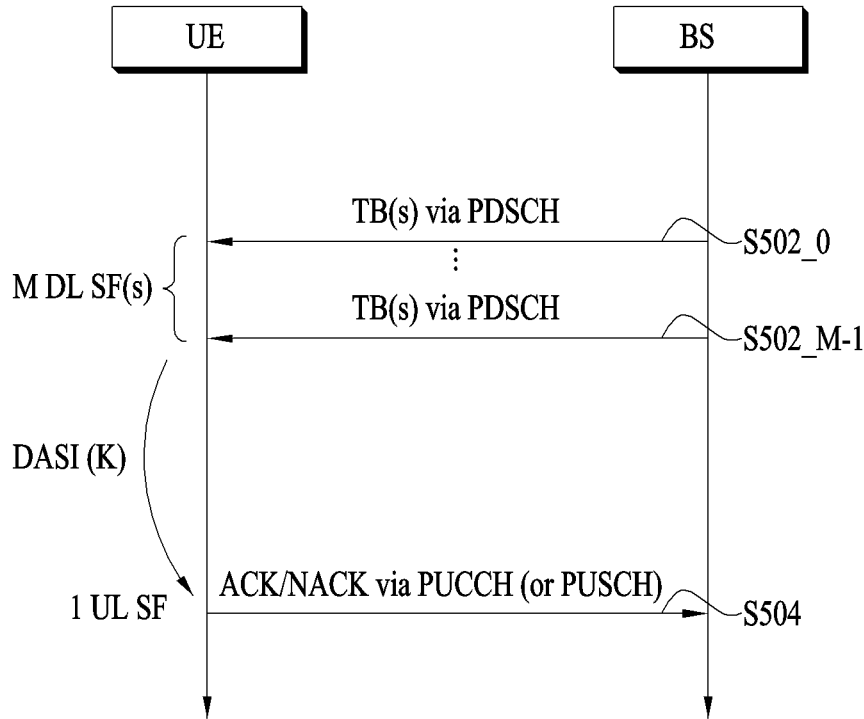 UE
BS
TB(s) via PDSCH
S502_0
⋮
M DL SF(s)
TB(s) via PDSCH
S502_M-1
DASI (K)
ACK/NACK via PUCCH (or PUSCH)
1 UL SF
S504